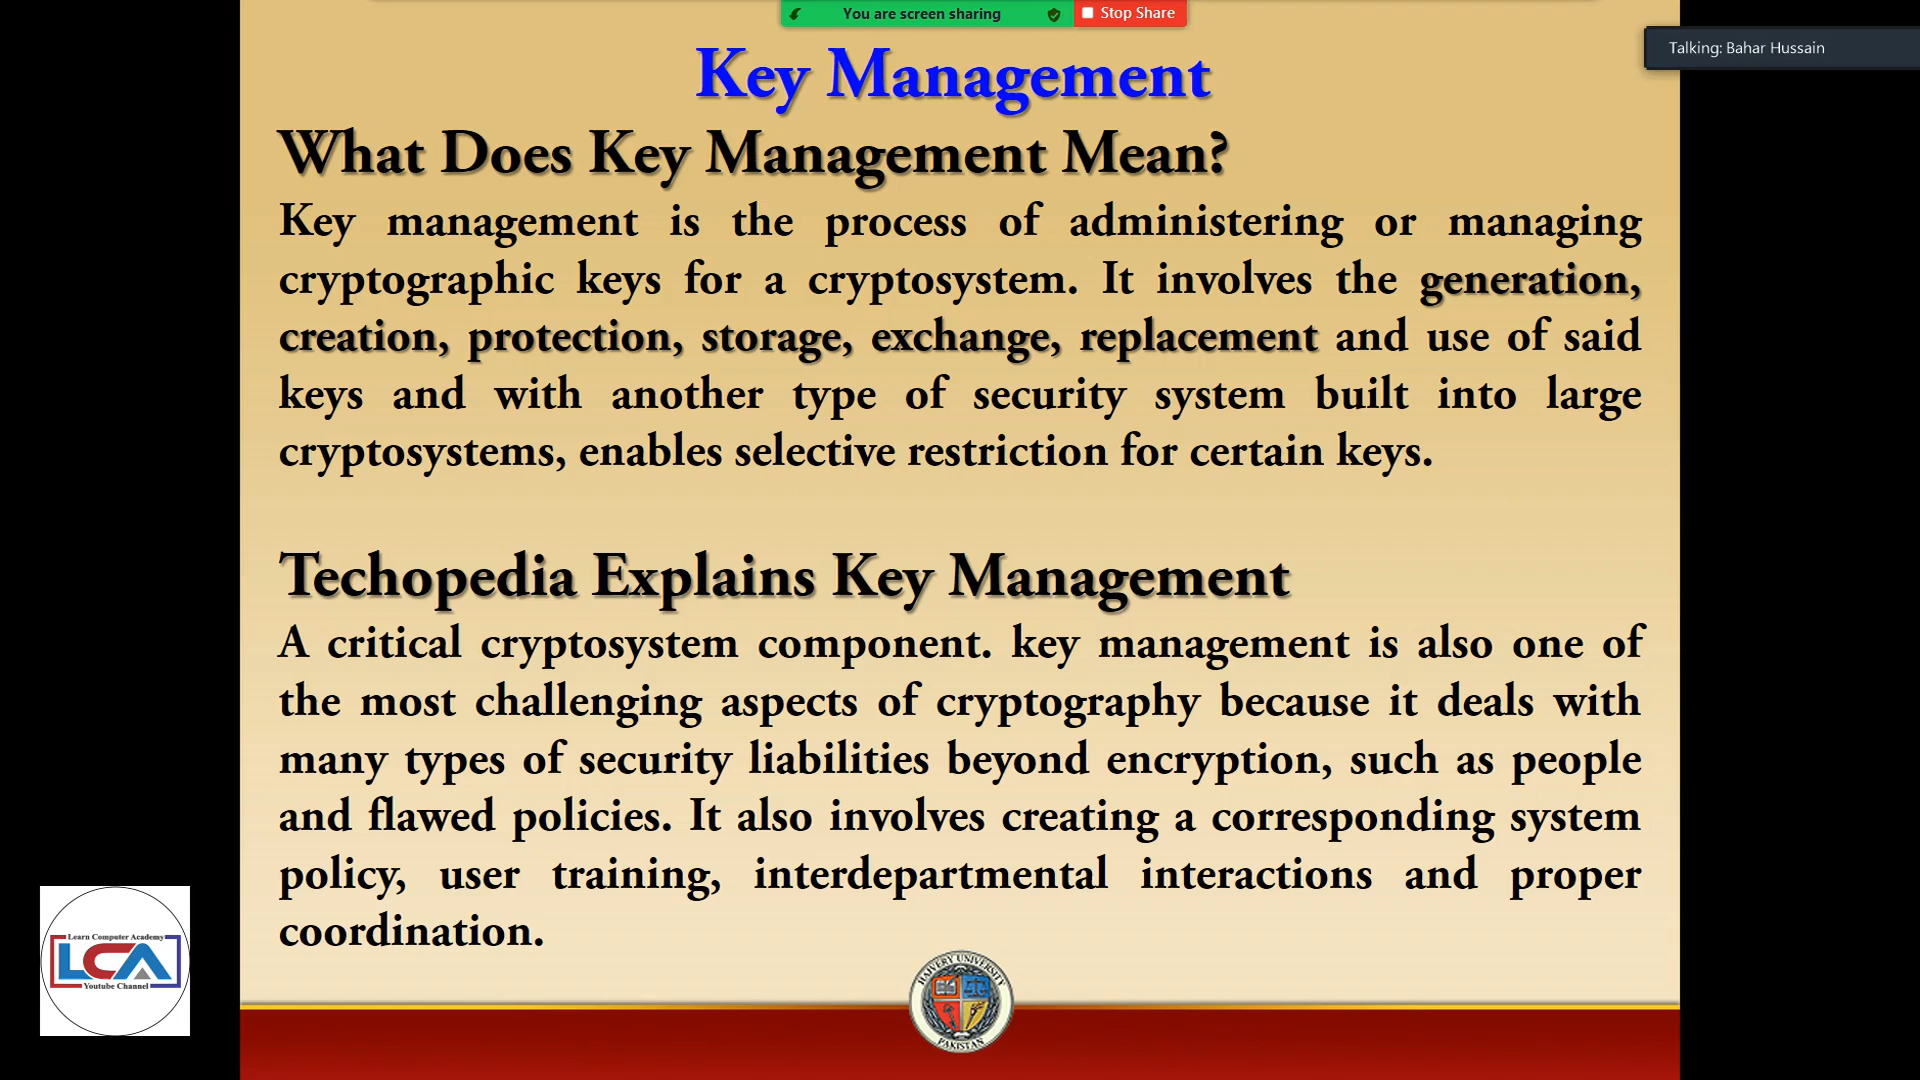 You are screen sharing
Stop Share
Talking: Bahar Hussain
Key Management
What Does Key Management Mean?
Key management is the process of administering or managing
cryptographic keys for a cryptosystem. It involves the generation,
creation, protection, storage, exchange, replacement and use of said
keys and with another type of security system built into large
cryptosystems, enables selective restriction for certain keys.
Techopedia Explains Key Management
A critical cryptosystem component. key management is also one of
the most challenging aspects of cryptography because it deals with
many types of security liabilities beyond encryption, such as people
and flawed policies. It also involves creating a corresponding system
policy, user training, interdepartmental interactions and proper
coordination.
Learn Computer Academy
LCA
Youtube Channel
UNIVERSITY
PAKISTAN